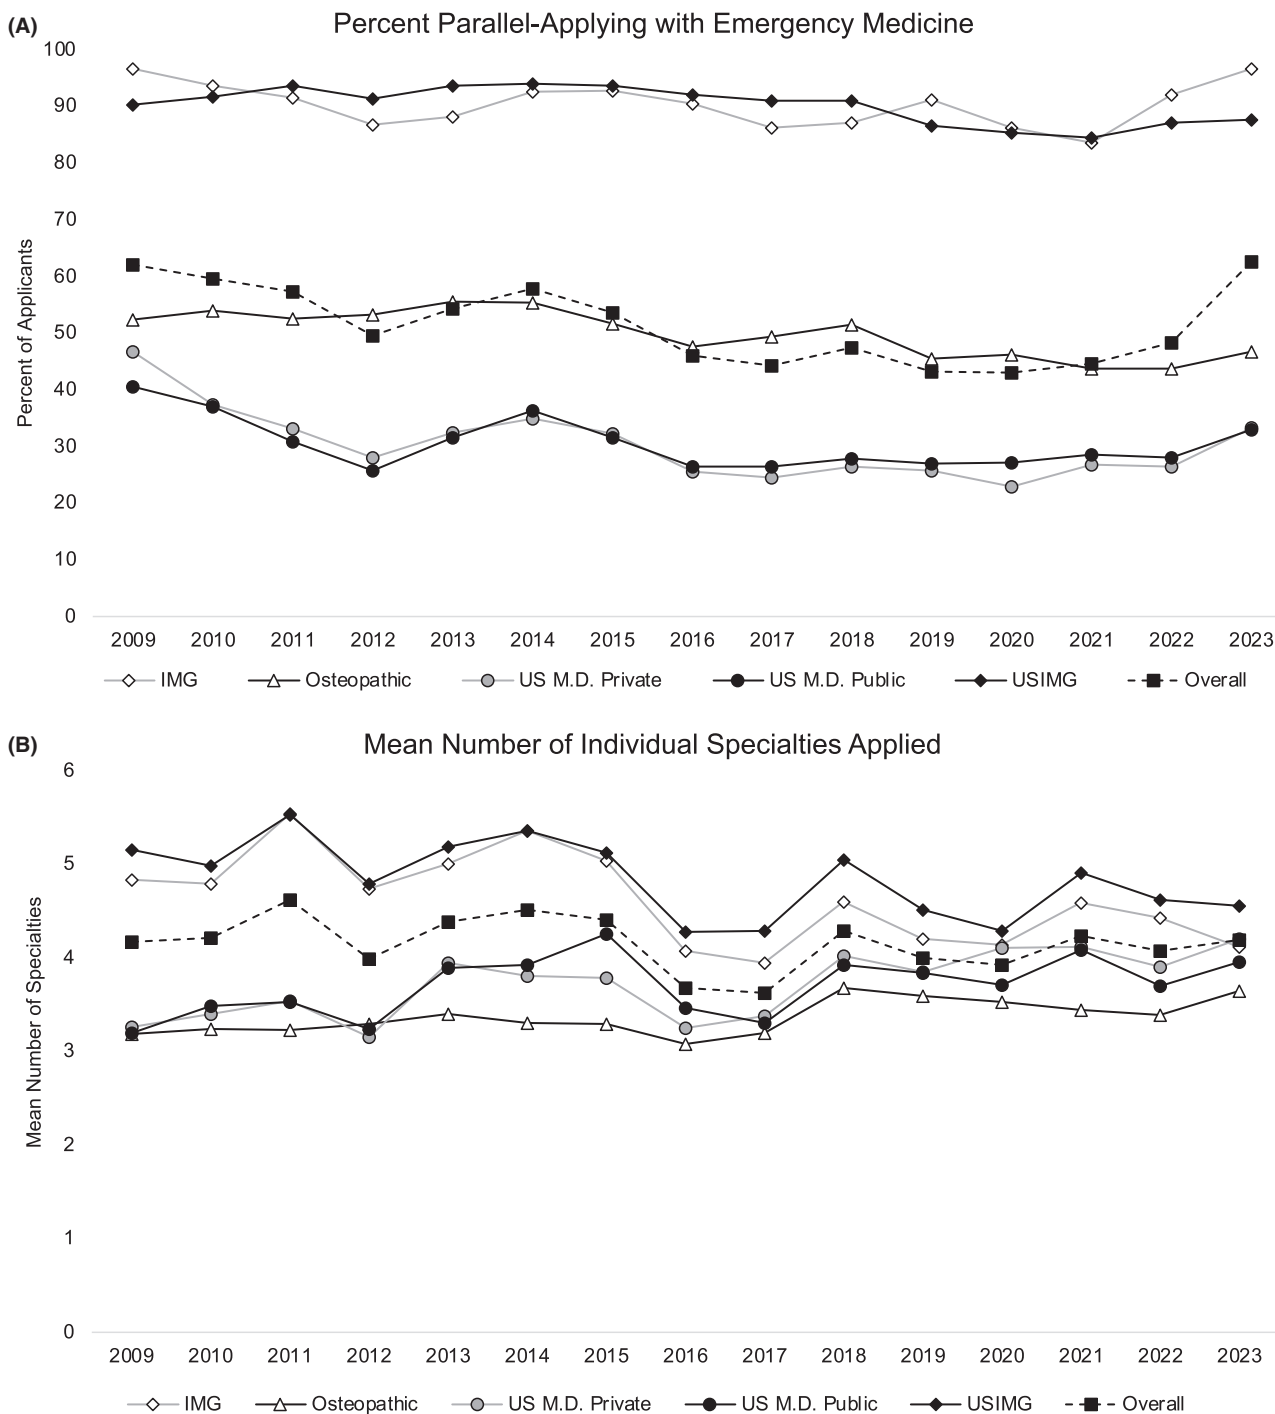 (A)
Percent Parallel-Applying with Emergency Medicine
100
90
80
70
60
50
40
30
20
10
0
Percent of Applicants
2009 2010 2011 2012 2013 2014 2015 2016 2017 2018 2019 2020 2021 2022 2023
IMG Osteopathic US M.D. Private US M.D. Public USIMG Overall
(B)
Mean Number of Individual Specialties Applied
6
5
4
3
2
1
0
Mean Number of Specialties
2009 2010 2011 2012 2013 2014 2015 2016 2017 2018 2019 2020 2021 2022 2023
IMG Osteopathic US M.D. Private US M.D. Public USIMG Overall